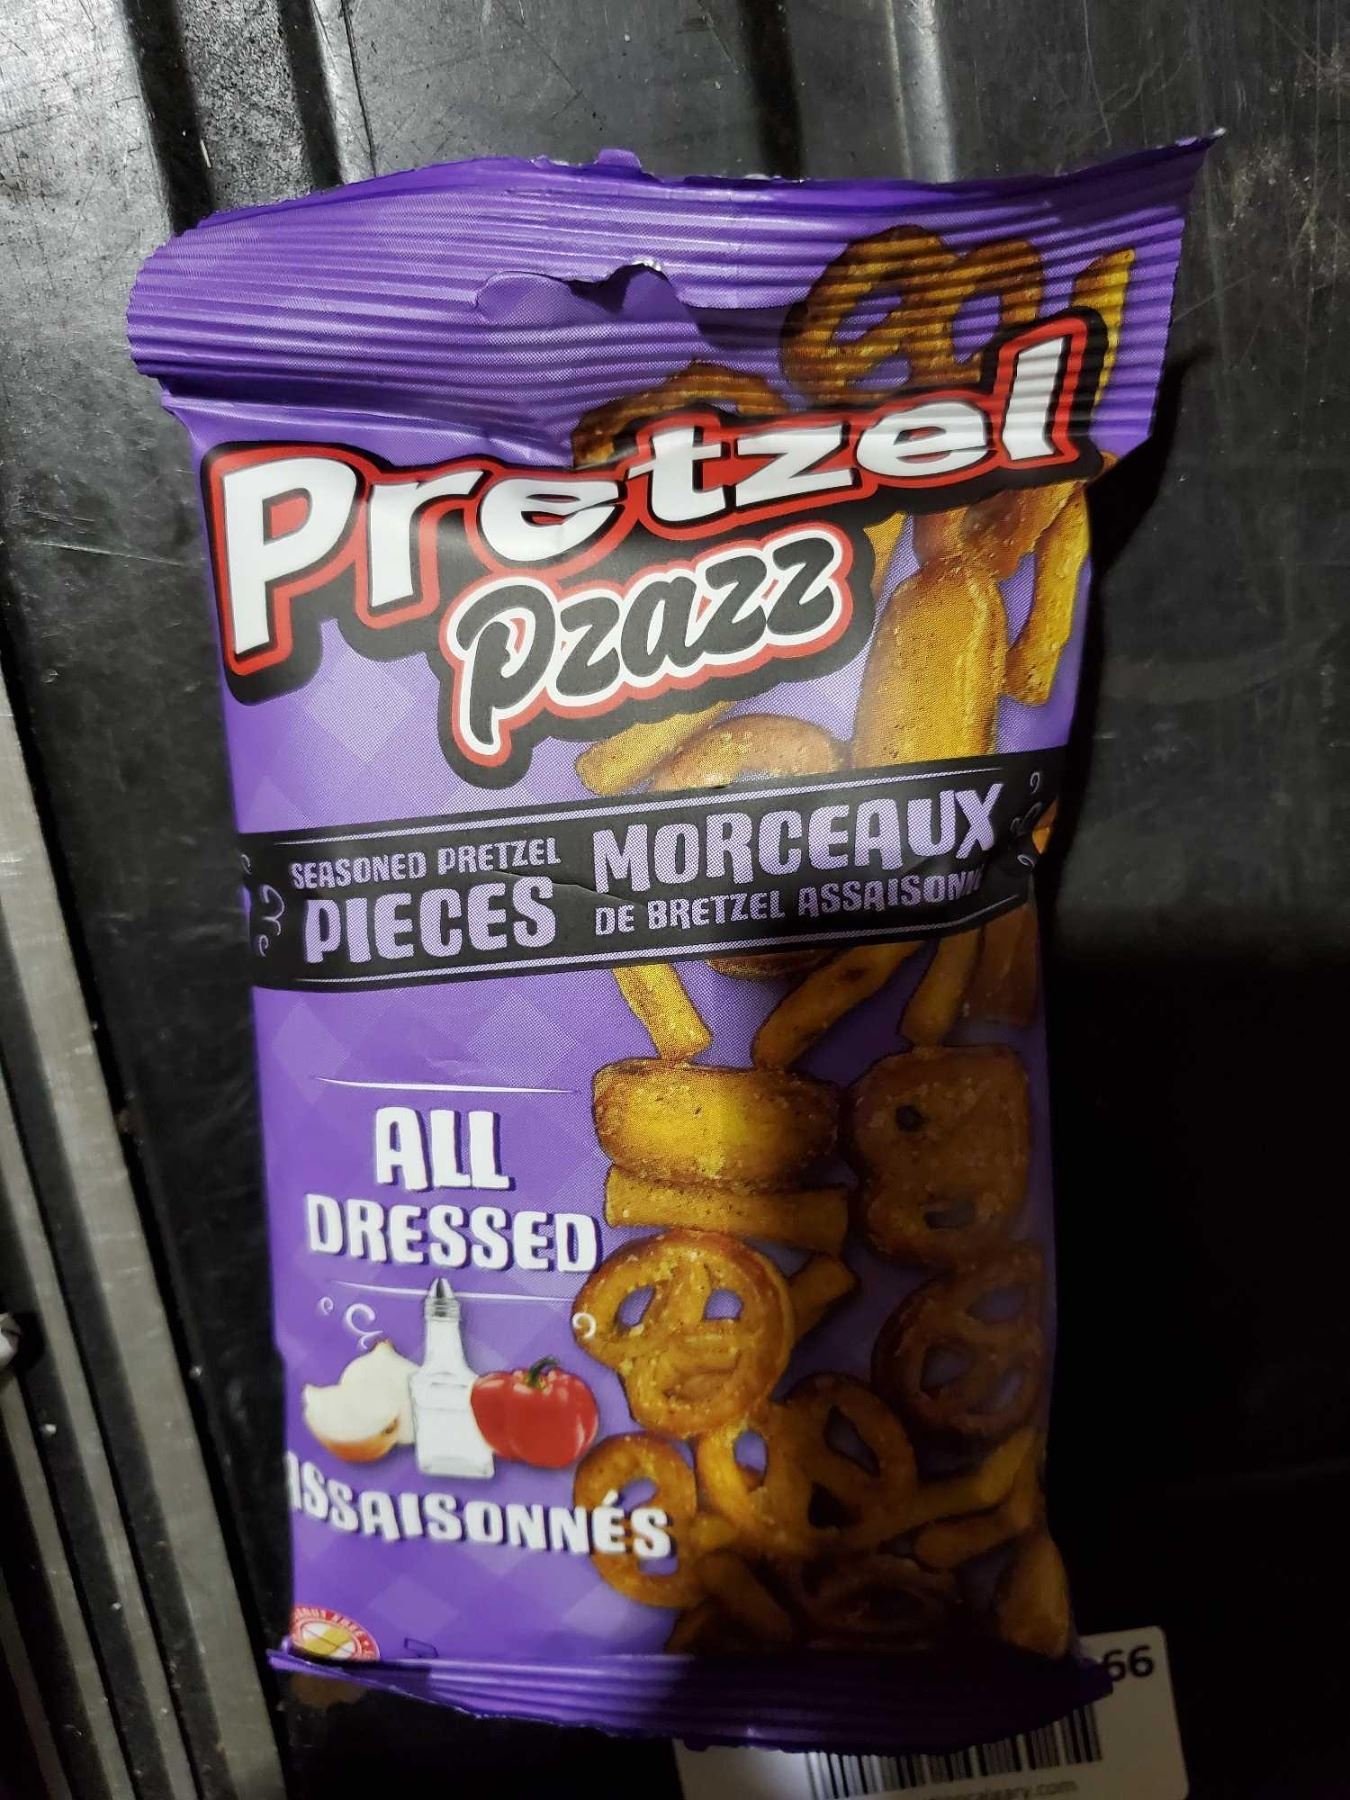 Pretzel
Pzazz
SEASONED PRETZEL
PIECES
MORCEAUX
DE BRETZEL ASSAISONN
ALL
DRESSED
ASSAISONNÉS
66